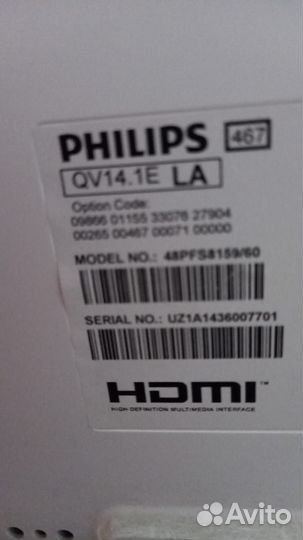 PHILIPS 467
QV14.1E LA
Option Code:
09866 01155 33076 27904
00265 00467 00071 00000
MODEL NO.: 48PFS8159/60
SERIAL NO.: UZ1A1436007701
HDMI™
HIGH DEFINITION MULTIMEDIA INTERFACE
Avito